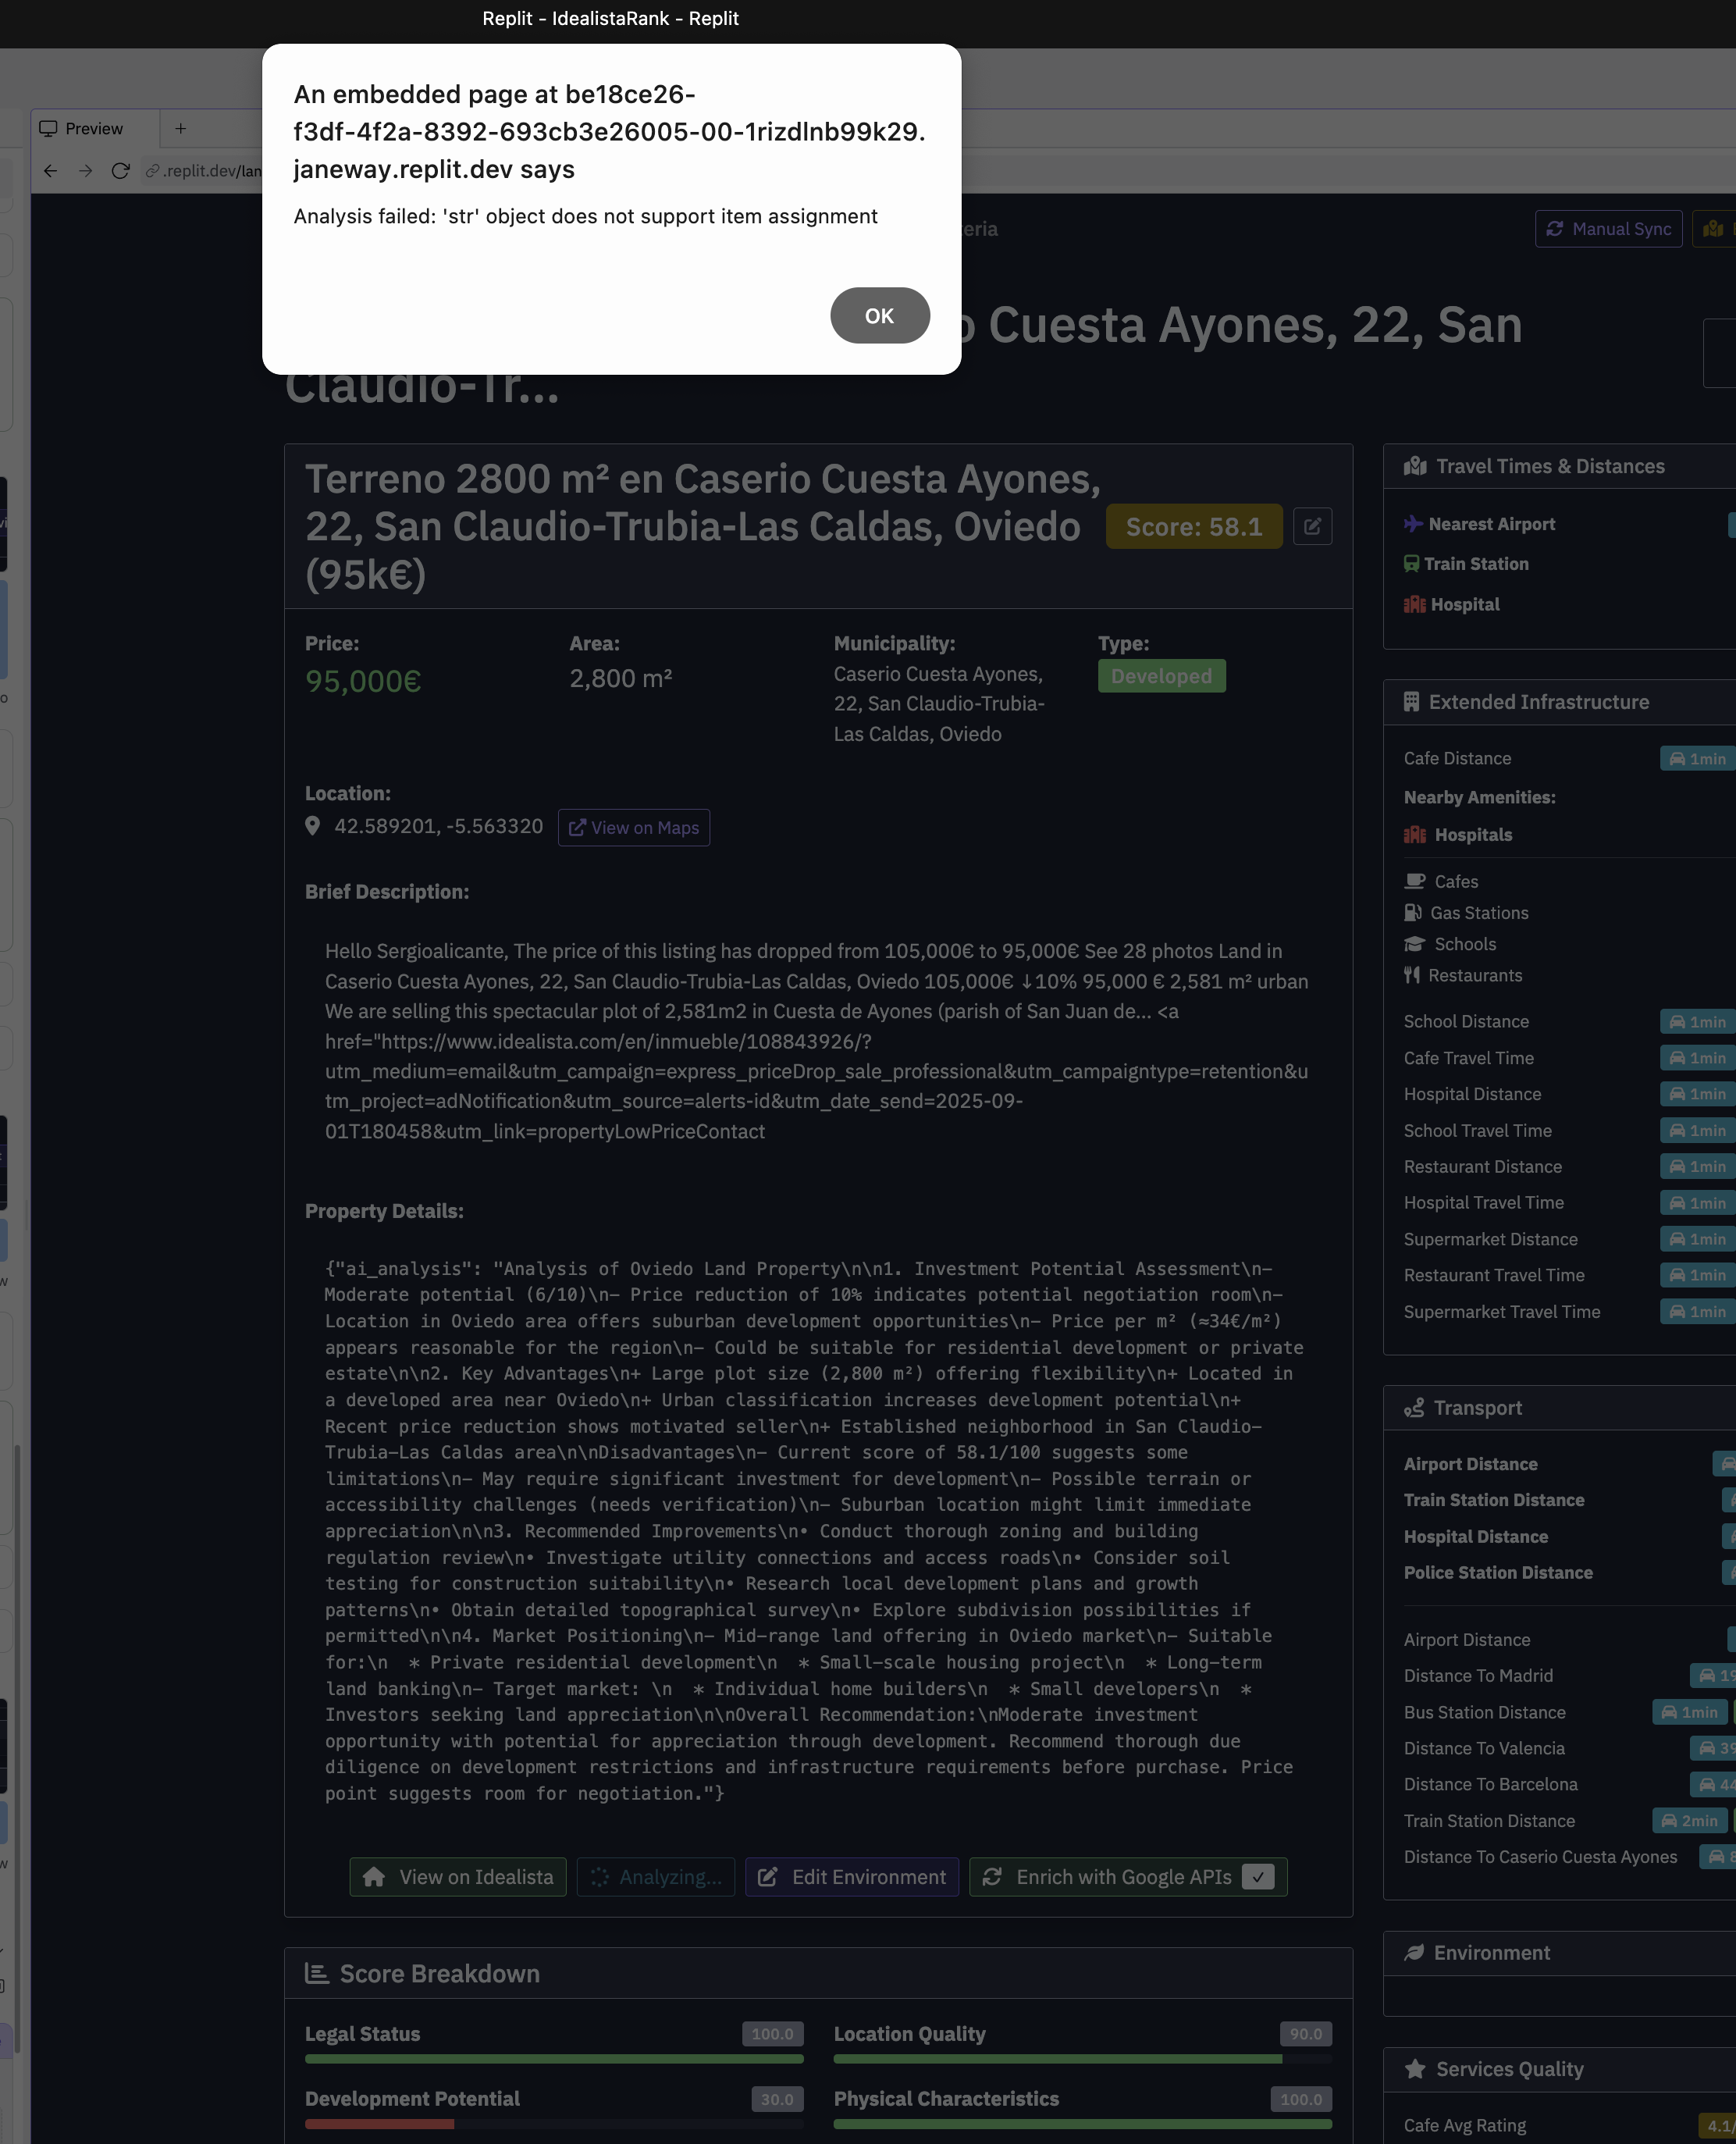 Replit - IdealistaRank - Replit
An embedded page at be18ce26-
f3df-4f2a-8392-693cb3e26005-00-1rizdlnb99k29.
janeway.replit.dev says
Analysis failed: 'str' object does not support item assignment
OK
Preview
.replit.dev/lan
eria
Manual Sync
o Cuesta Ayones, 22, San
Claudio-Tr...
Terreno 2800 m² en Caserio Cuesta Ayones,
22, San Claudio-Trubia-Las Caldas, Oviedo
(95k€)
Score: 58.1
Price:
95,000€
Area:
2,800 m²
Municipality:
Caserio Cuesta Ayones,
22, San Claudio-Trubia-
Las Caldas, Oviedo
Type:
Developed
Location:
42.589201, -5.563320
View on Maps
Brief Description:
Hello Sergioalicante, The price of this listing has dropped from 105,000€ to 95,000€ See 28 photos Land in
Caserio Cuesta Ayones, 22, San Claudio-Trubia-Las Caldas, Oviedo 105,000€ ↓10% 95,000 € 2,581 m² urban
We are selling this spectacular plot of 2,581m2 in Cuesta de Ayones (parish of San Juan de... <a
href="https://www.idealista.com/en/inmueble/108843926/?
utm_medium=email&utm_campaign=express_priceDrop_sale_professional&utm_campaigntype=retention&u
tm_project=adNotification&utm_source=alerts-id&utm_date_send=2025-09-
01T180458&utm_link=propertyLowPriceContact
Property Details:
{"ai_analysis": "Analysis of Oviedo Land Property\n\n1. Investment Potential Assessment\n-
Moderate potential (6/10)\n- Price reduction of 10% indicates potential negotiation room\n-
Location in Oviedo area offers suburban development opportunities\n- Price per m² (≈34€/m²)
appears reasonable for the region\n- Could be suitable for residential development or private
estate\n\n2. Key Advantages\n+ Large plot size (2,800 m²) offering flexibility\n+ Located in
a developed area near Oviedo\n+ Urban classification increases development potential\n+
Recent price reduction shows motivated seller\n+ Established neighborhood in San Claudio-
Trubia-Las Caldas area\n\nDisadvantages\n- Current score of 58.1/100 suggests some
limitations\n- May require significant investment for development\n- Possible terrain or
accessibility challenges (needs verification)\n- Suburban location might limit immediate
appreciation\n\n3. Recommended Improvements\n• Conduct thorough zoning and building
regulation review\n• Investigate utility connections and access roads\n• Consider soil
testing for construction suitability\n• Research local development plans and growth
patterns\n• Obtain detailed topographical survey\n• Explore subdivision possibilities if
permitted\n\n4. Market Positioning\n- Mid-range land offering in Oviedo market\n- Suitable
for:\n  * Private residential development\n  * Small-scale housing project\n  * Long-term
land banking\n- Target market: \n  * Individual home builders\n  * Small developers\n  *
Investors seeking land appreciation\n\nOverall Recommendation:\nModerate investment
opportunity with potential for appreciation through development. Recommend thorough due
diligence on development restrictions and infrastructure requirements before purchase. Price
point suggests room for negotiation."}
View on Idealista
Analyzing...
Edit Environment
Enrich with Google APIs
Score Breakdown
Legal Status
100.0
Location Quality
90.0
Development Potential
30.0
Physical Characteristics
100.0
Travel Times & Distances
Nearest Airport
Train Station
Hospital
Extended Infrastructure
Cafe Distance
1min
Nearby Amenities:
Hospitals
Cafes
Gas Stations
Schools
Restaurants
School Distance
1min
Cafe Travel Time
1min
Hospital Distance
1min
School Travel Time
1min
Restaurant Distance
1min
Hospital Travel Time
1min
Supermarket Distance
1min
Restaurant Travel Time
1min
Supermarket Travel Time
1min
Transport
Airport Distance
Train Station Distance
Hospital Distance
Police Station Distance
Airport Distance
Distance To Madrid
19
Bus Station Distance
1min
Distance To Valencia
39
Distance To Barcelona
44
Train Station Distance
2min
Distance To Caserio Cuesta Ayones
Environment
Services Quality
Cafe Avg Rating
4.1/